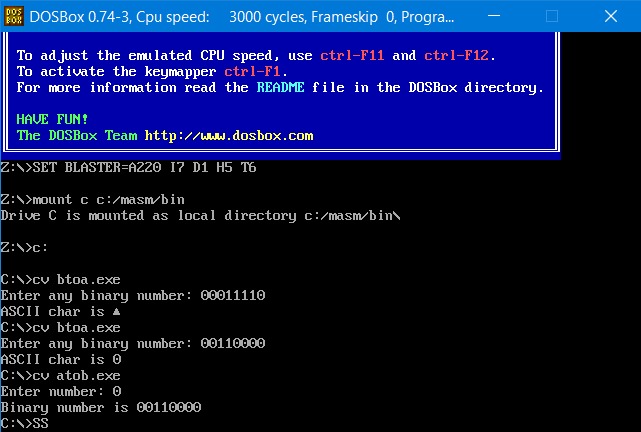 DOSBox 0.74-3, Cpu speed: 3000 cycles, Frameskip 0, Progra...
To adjust the emulated CPU speed, use ctrl-F11 and ctrl-F12.
To activate the keymapper ctrl-F1.
For more information read the README file in the DOSBox directory.
HAVE FUN!
The DOSBox Team http://www.dosbox.com
Z:\>SET BLASTER=A220 I7 D1 H5 T6
Z:\>mount c c:/masm/bin
Drive C is mounted as local directory c:/masm/bin\
Z:\>c:
C:\>cv btoa.exe
Enter any binary number: 00011110
ASCII char is ▲
C:\>cv btoa.exe
Enter any binary number: 00110000
ASCII char is 0
C:\>cv atob.exe
Enter number: 0
Binary number is 00110000
C:\>SS